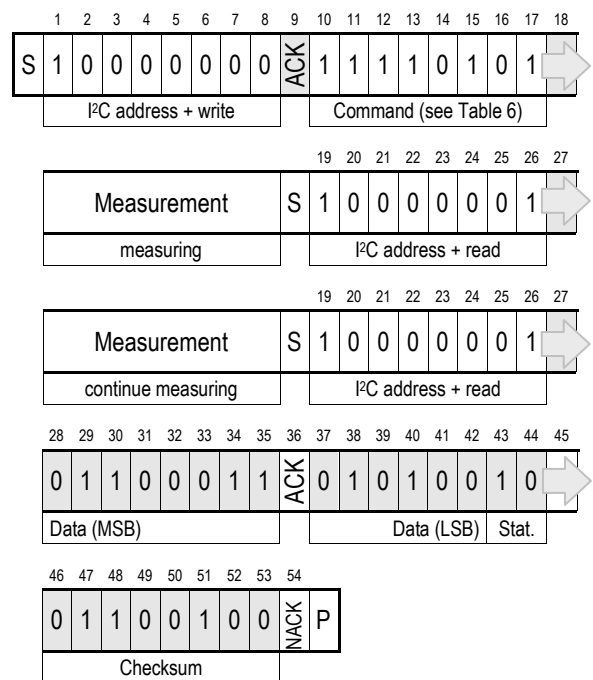 1 2 3 4 5 6 7 8 9 10 11 12 13 14 15 16 17 18
S 1 0 0 0 0 0 0 0 ACK 1 1 1 1 0 1 0 1
I²C address + write Command (see Table 6)
19 20 21 22 23 24 25 26 27
Measurement S 1 0 0 0 0 0 0 1
measuring I²C address + read
19 20 21 22 23 24 25 26 27
Measurement S 1 0 0 0 0 0 0 1
continue measuring I²C address + read
28 29 30 31 32 33 34 35 36 37 38 39 40 41 42 43 44 45
0 1 1 0 0 0 1 1 ACK 0 1 0 1 0 0 1 0
Data (MSB) Data (LSB) Stat.
46 47 48 49 50 51 52 53 54
0 1 1 0 0 1 0 0 NACK P
Checksum